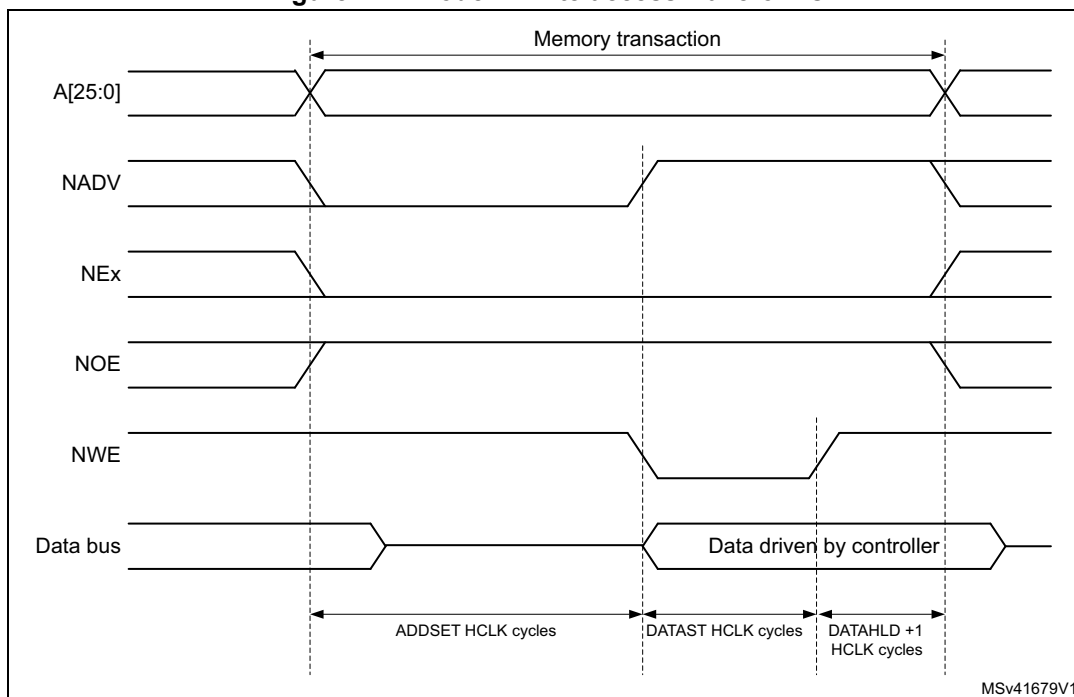 Memory transaction
A[25:0]
NADV
NEx
NOE
NWE
Data bus
Data driven by controller
ADDSET HCLK cycles
DATAST HCLK cycles
DATAHLD +1
HCLK cycles
MSv41679V1